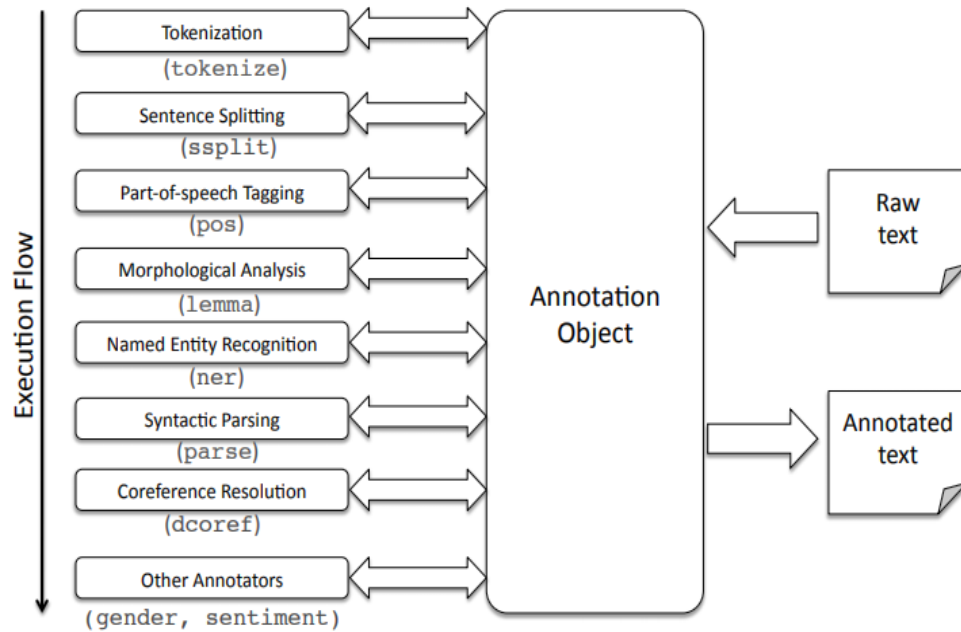 Execution Flow
Tokenization
(tokenize)
Sentence Splitting
(ssplit)
Part-of-speech Tagging
(pos)
Morphological Analysis
(lemma)
Named Entity Recognition
(ner)
Syntactic Parsing
(parse)
Coreference Resolution
(dcoref)
Other Annotators
(gender, sentiment)
Annotation
Object
Raw
text
Annotated
text